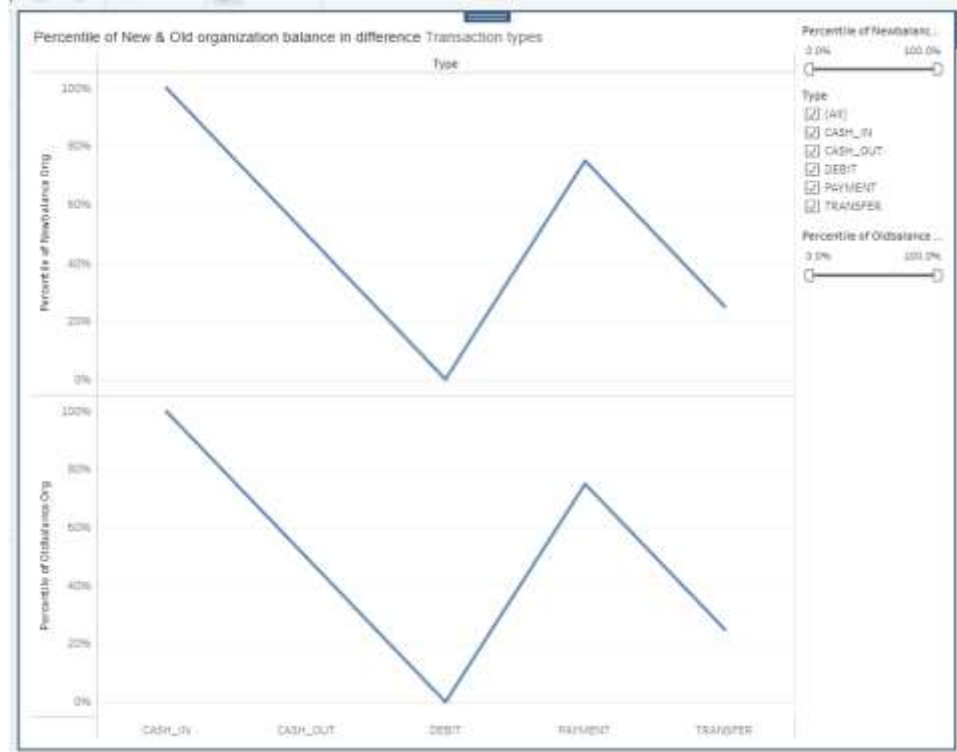 Percentile of New & Old organization balance in difference Transaction types
Type
Percentile of Newbalance Orig
100%
80%
60%
40%
20%
0%
Percentile of Oldbalance Org
100%
80%
60%
40%
20%
0%
CASH_IN CASH_OUT DEBIT PAYMENT TRANSFER
Percentile of Newbalanc...
0.0% 100.0%
Type
(All)
CASH_IN
CASH_OUT
DEBIT
PAYMENT
TRANSFER
Percentile of Oldbalance ...
0.0% 100.0%